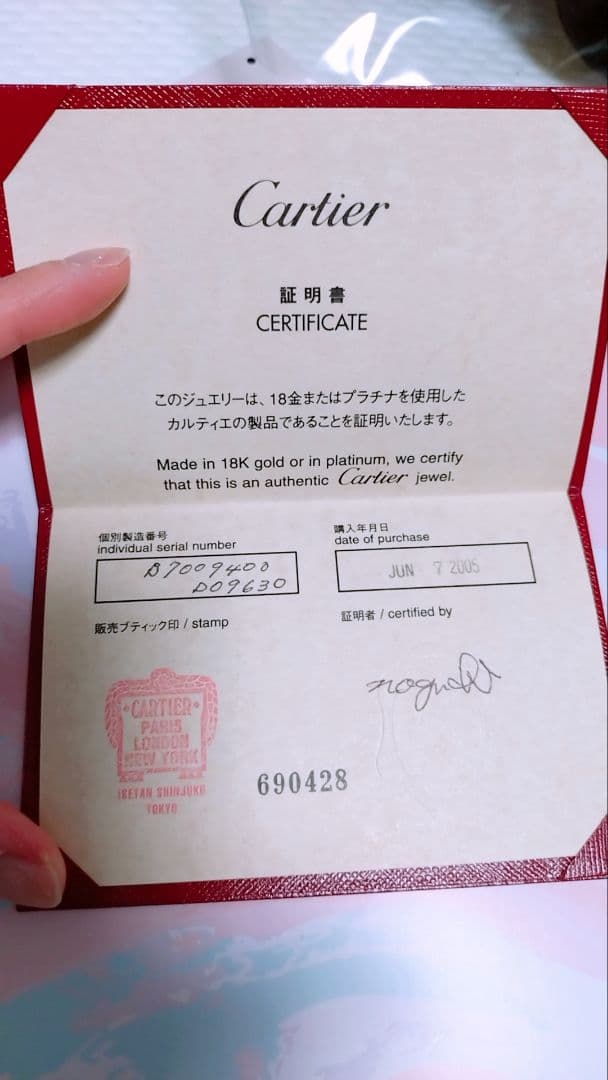 Cartier
証明書
CERTIFICATE
このジュエリーは、18金またはプラチナを使用した
カルティエの製品であることを証明いたします。
Made in 18K gold or in platinum, we certify
that this is an authentic Cartier jewel.
個別製造番号
individual serial number
B7009400
D09630
購入年月日
date of purchase
JUN 7 2005
販売ブティック印 / stamp
証明者 / certified by
CARTIER
PARIS
LONDON
NEW YORK
ISETAN SHINJUKU
TOKYO
690428